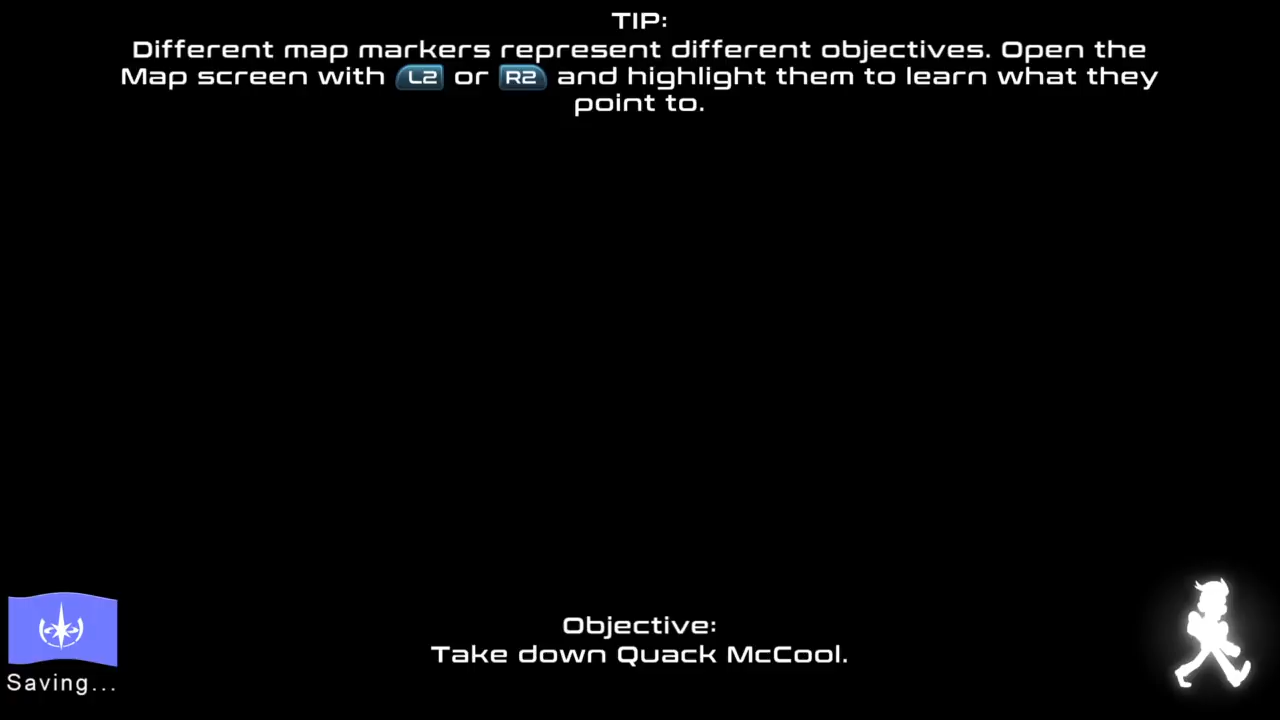 TIP:
Different map markers represent different objectives. Open the
Map screen with L2 or R2 and highlight them to learn what they
point to.
Objective:
Take down Quack McCool.
Saving...